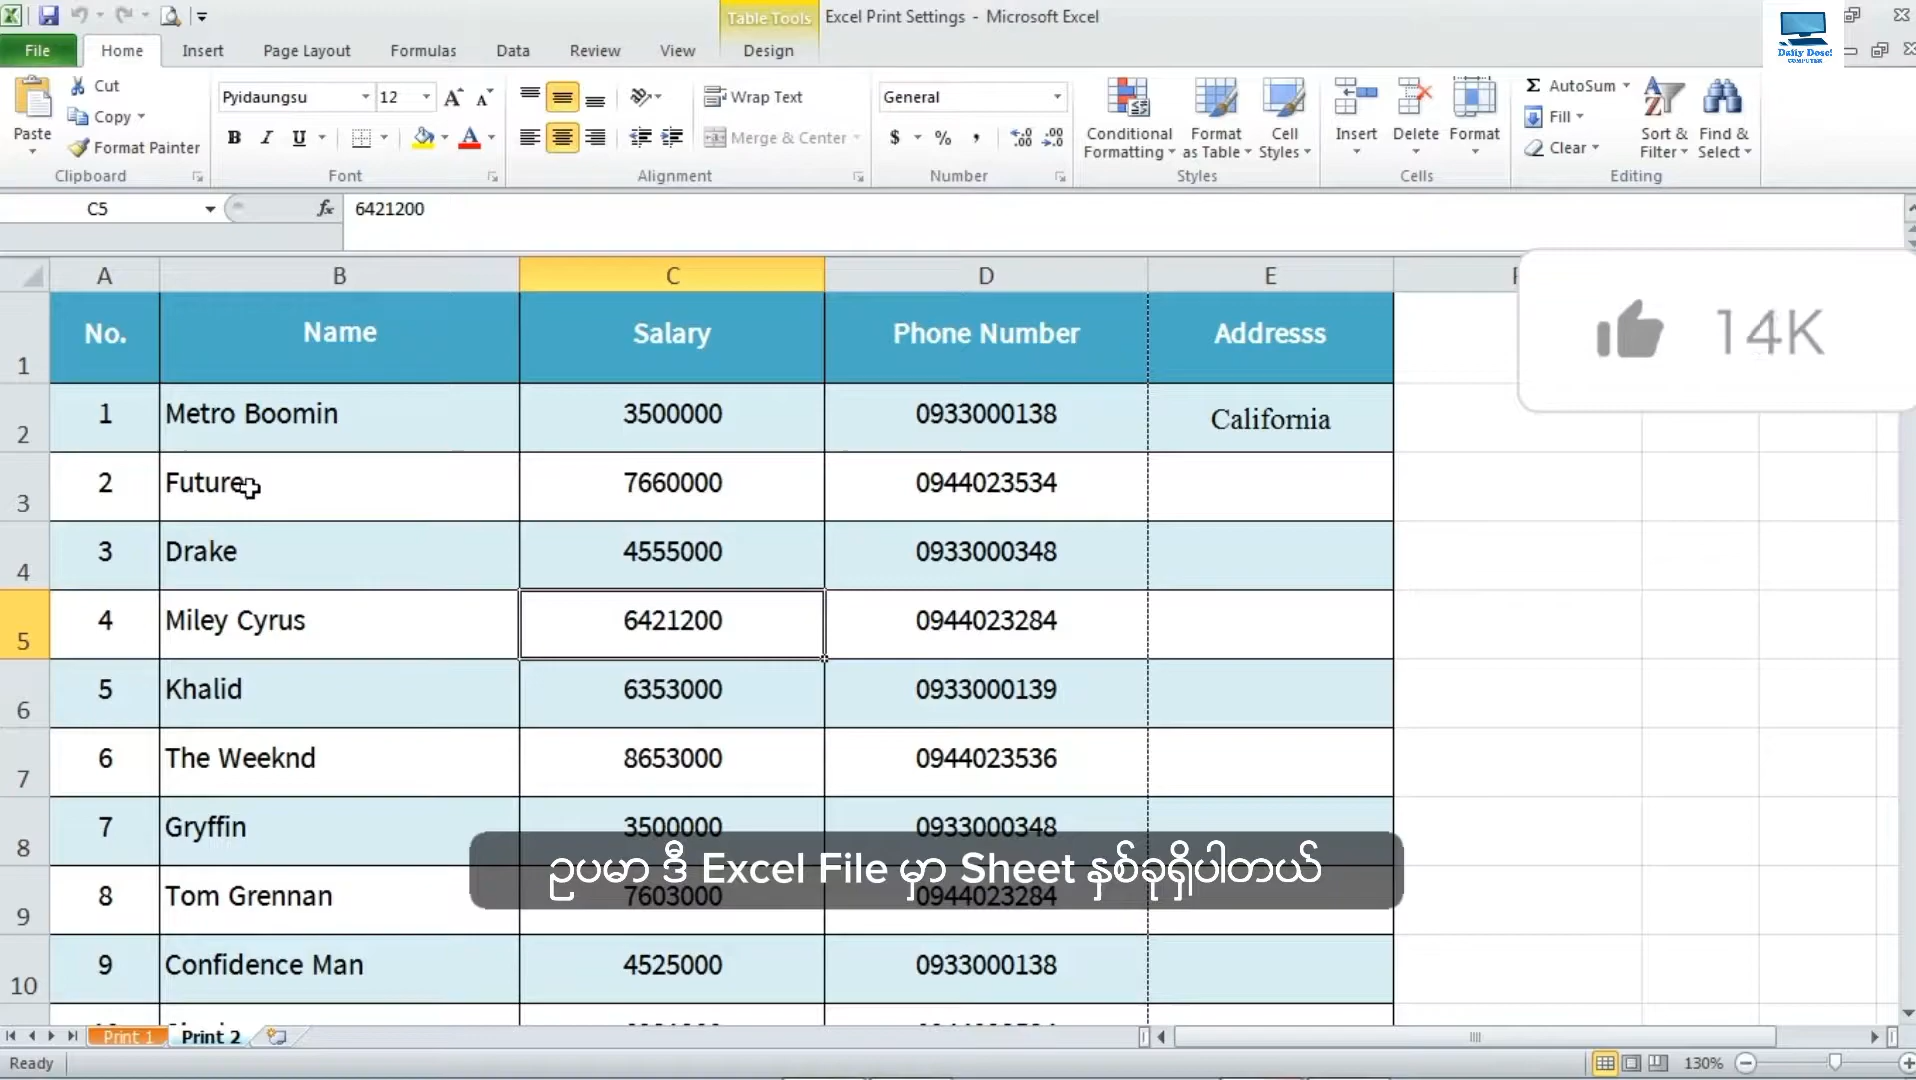 Table Tools Excel Print Settings - Microsoft Excel
Daily Dose!
COMPUTER
File Home Insert Page Layout Formulas Data Review View Design
Paste
Cut
Copy
Format Painter
Clipboard
Pyidaungsu 12
B I U
Font
Wrap Text
Merge & Center
Alignment
General
$ % ,
Number
Conditional Formatting
Format as Table
Cell Styles
Styles
Insert Delete Format
Cells
Σ AutoSum
Fill
Clear
Sort & Filter
Find & Select
Editing
C5 fx 6421200
A B C D E
14K
1 No. Name Salary Phone Number Addresss
2 1 Metro Boomin 3500000 0933000138 California
3 2 Future 7660000 0944023534
4 3 Drake 4555000 0933000348
5 4 Miley Cyrus 6421200 0944023284
6 5 Khalid 6353000 0933000139
7 6 The Weeknd 8653000 0944023536
8 7 Gryffin 3500000 0933000348
ဥပမာ ဒီ Excel File မှာ Sheet နှစ်ခုရှိပါတယ်
9 8 Tom Grennan 7603000 0944023284
10 9 Confidence Man 4525000 0933000138
Print 1 Print 2
Ready 130%